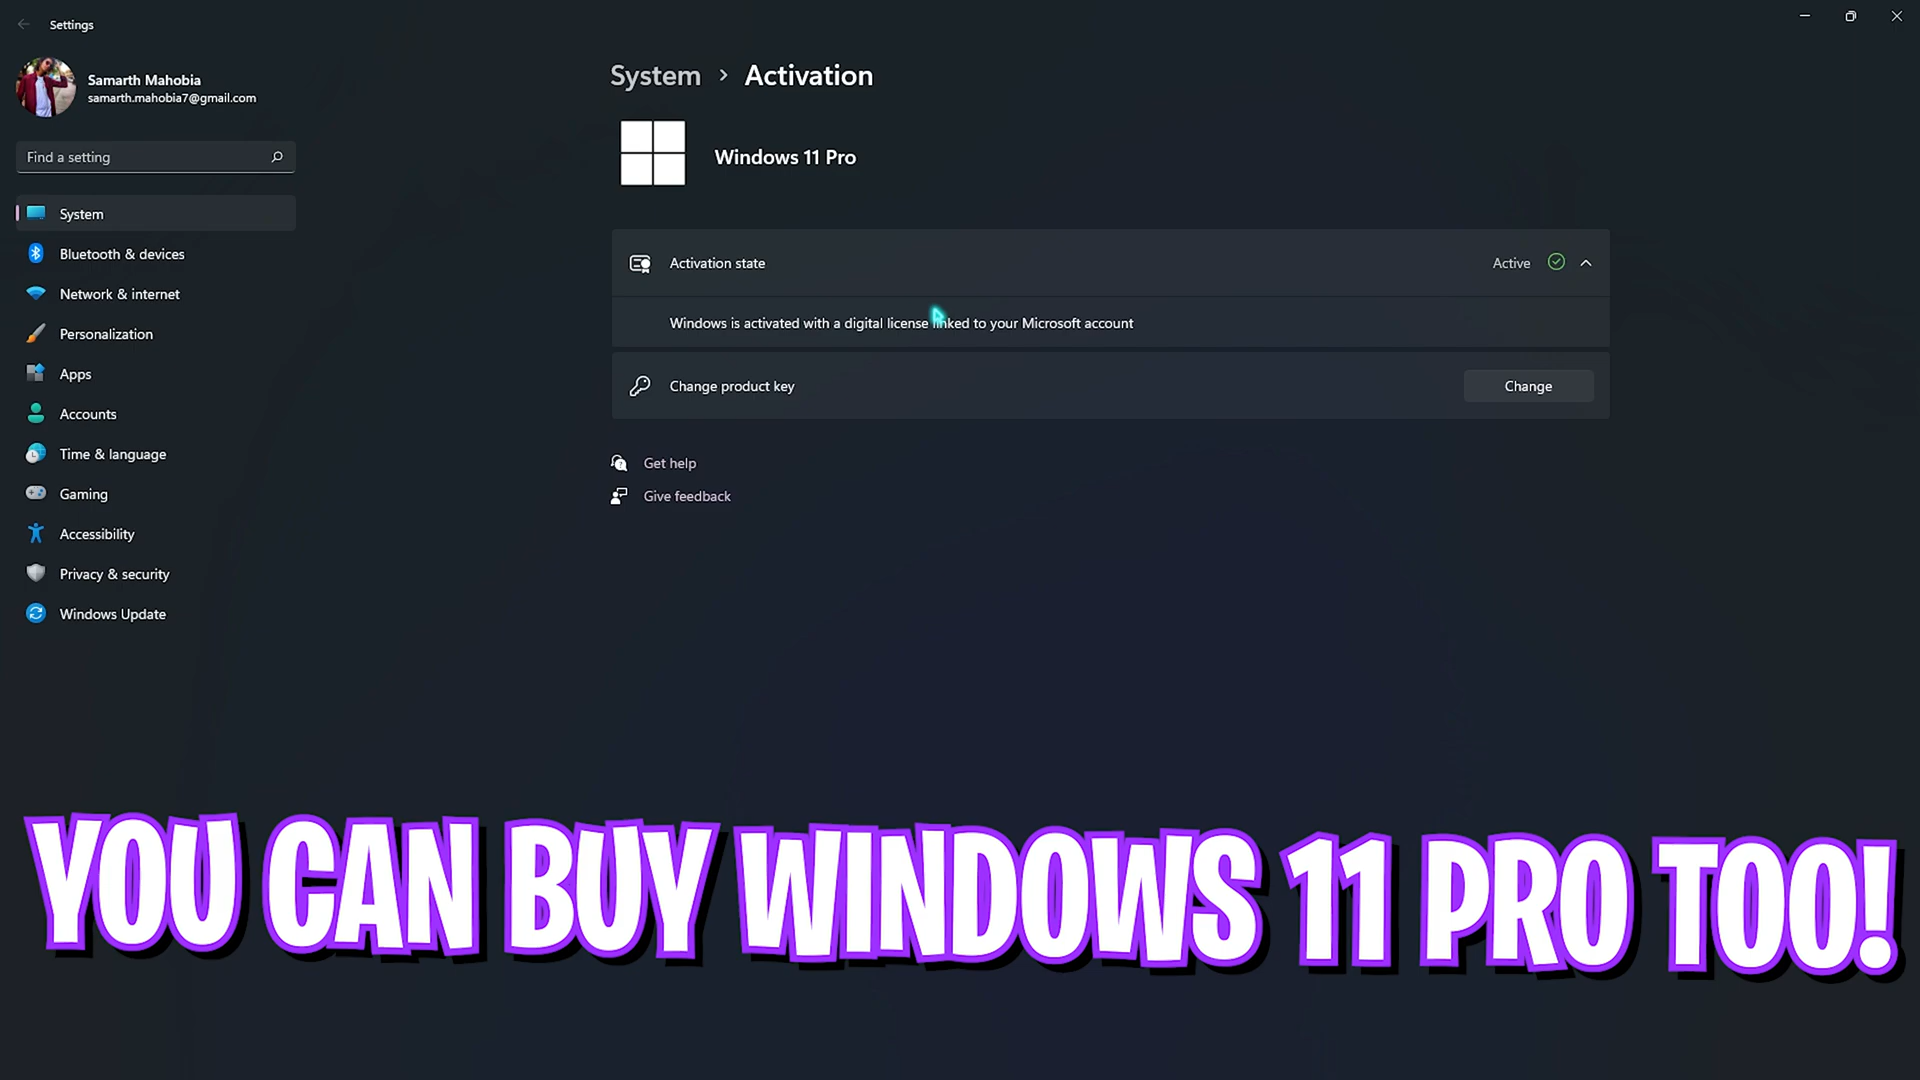 Settings
Samarth Mahobia
samarth.mahobia7@gmail.com
Find a setting
System
Bluetooth & devices
Network & internet
Personalization
Apps
Accounts
Time & language
Gaming
Accessibility
Privacy & security
Windows Update
System > Activation
Windows 11 Pro
Activation state Active
Windows is activated with a digital license linked to your Microsoft account
Change product key Change
Get help
Give feedback
YOU CAN BUY WINDOWS 11 PRO TOO!